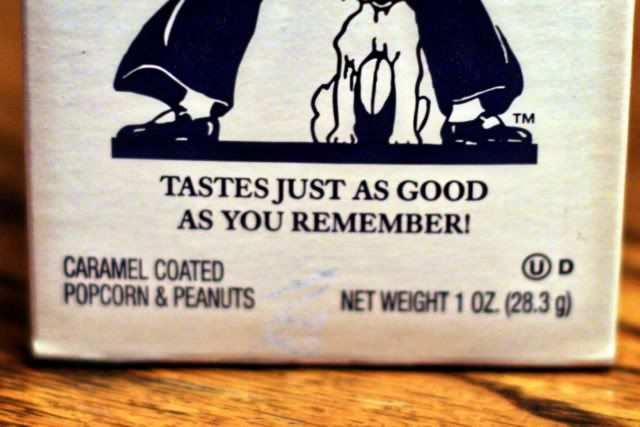 TM
TASTES JUST AS GOOD
AS YOU REMEMBER!
CARAMEL COATED
POPCORN & PEANUTS
U D
NET WEIGHT 1 OZ. (28.3 g)